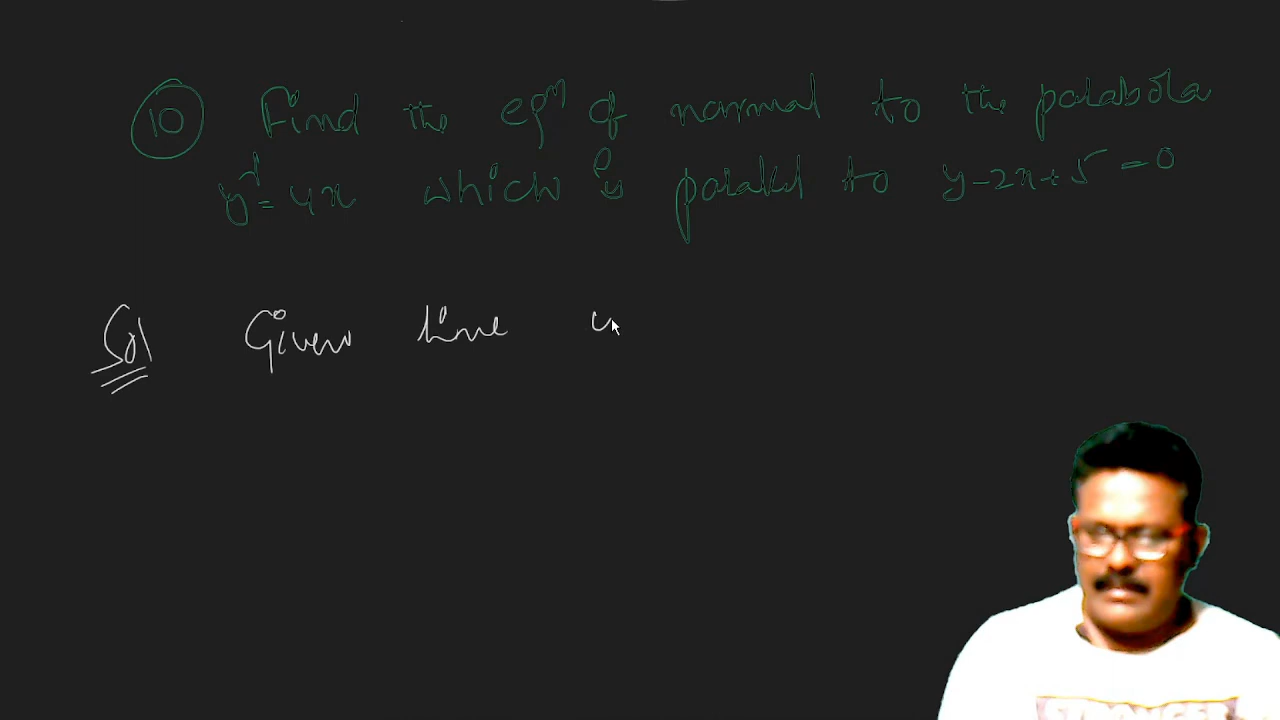 10 Find the eqn of normal to the parabola
y² = 4x which is parallel to y-2x+5=0
Sol Given line
STRONGER